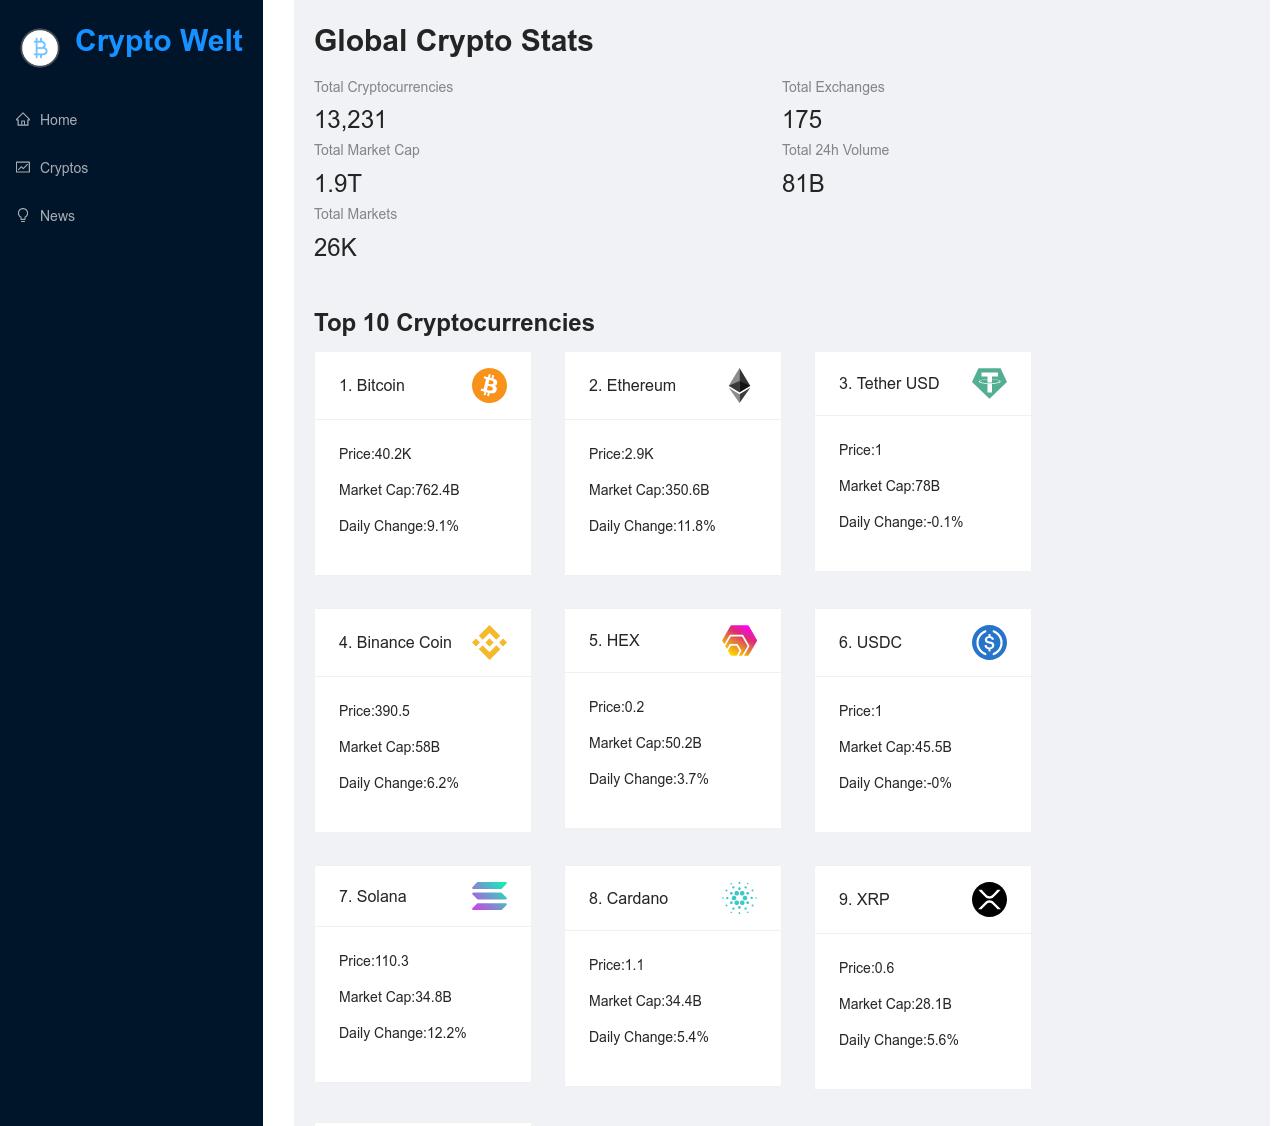 Crypto Welt
Home
Cryptos
News
Global Crypto Stats
Total Cryptocurrencies
13,231
Total Exchanges
175
Total Market Cap
1.9T
Total 24h Volume
81B
Total Markets
26K
Top 10 Cryptocurrencies
1. Bitcoin
Price:40.2K
Market Cap:762.4B
Daily Change:9.1%
2. Ethereum
Price:2.9K
Market Cap:350.6B
Daily Change:11.8%
3. Tether USD
Price:1
Market Cap:78B
Daily Change:-0.1%
4. Binance Coin
Price:390.5
Market Cap:58B
Daily Change:6.2%
5. HEX
Price:0.2
Market Cap:50.2B
Daily Change:3.7%
6. USDC
Price:1
Market Cap:45.5B
Daily Change:-0%
7. Solana
Price:110.3
Market Cap:34.8B
Daily Change:12.2%
8. Cardano
Price:1.1
Market Cap:34.4B
Daily Change:5.4%
9. XRP
Price:0.6
Market Cap:28.1B
Daily Change:5.6%